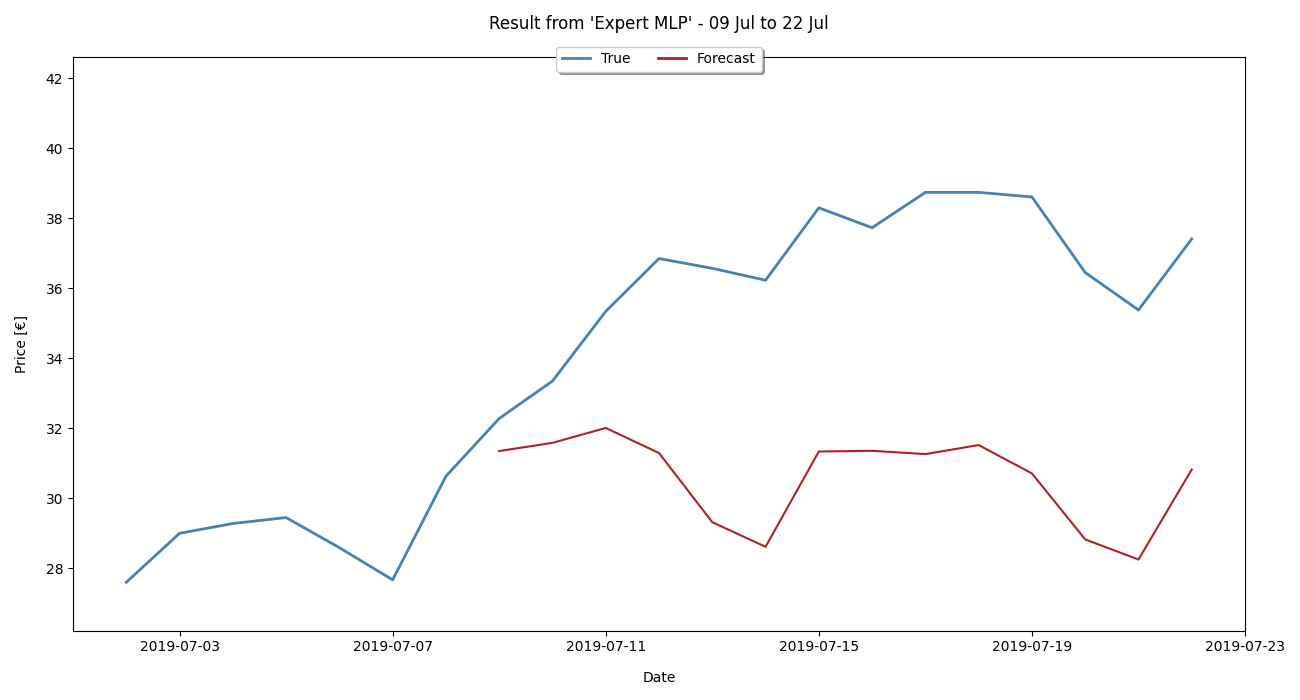 Result from 'Expert MLP' - 09 Jul to 22 Jul
True Forecast
42
40
38
36
34
32
30
28
Price [€]
2019-07-03 2019-07-07 2019-07-11 2019-07-15 2019-07-19 2019-07-23
Date